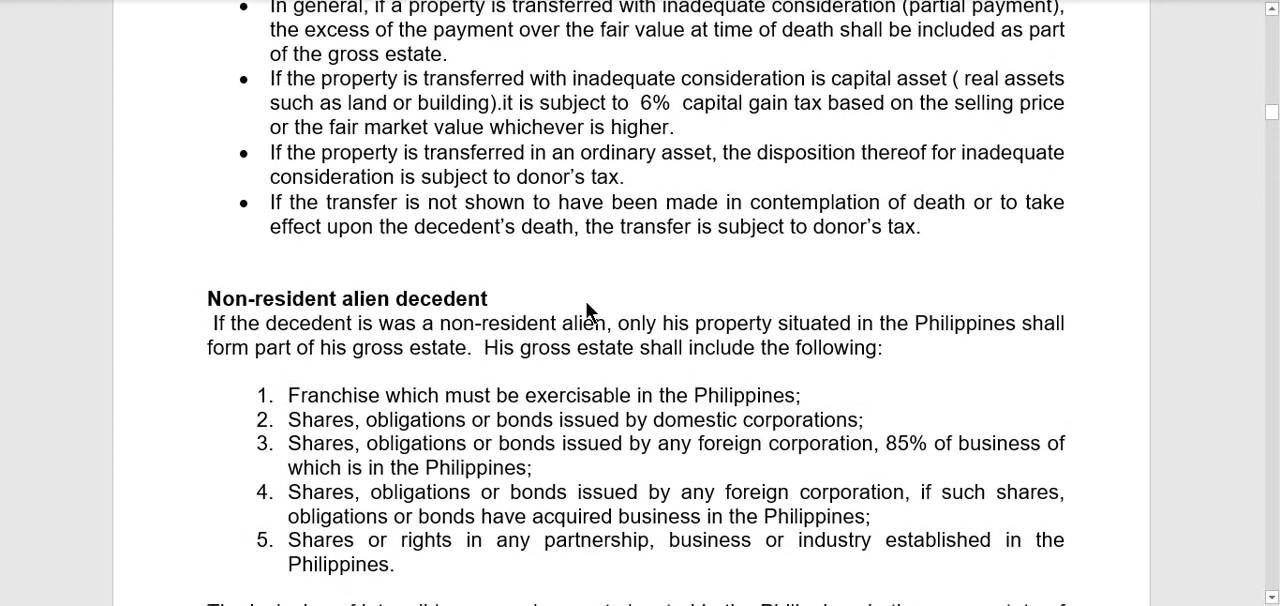 In general, if a property is transferred with inadequate consideration (partial payment),
the excess of the payment over the fair value at time of death shall be included as part
of the gross estate.
If the property is transferred with inadequate consideration is capital asset ( real assets
such as land or building).it is subject to  6%  capital gain tax based on the selling price
or the fair market value whichever is higher.
If the property is transferred in an ordinary asset, the disposition thereof for inadequate
consideration is subject to donor’s tax.
If the transfer is not shown to have been made in contemplation of death or to take
effect upon the decedent’s death, the transfer is subject to donor’s tax.
Non-resident alien decedent
If the decedent is was a non-resident alien, only his property situated in the Philippines shall
form part of his gross estate.  His gross estate shall include the following:
1. Franchise which must be exercisable in the Philippines;
2. Shares, obligations or bonds issued by domestic corporations;
3. Shares, obligations or bonds issued by any foreign corporation, 85% of business of
which is in the Philippines;
4. Shares, obligations or bonds issued by any foreign corporation, if such shares,
obligations or bonds have acquired business in the Philippines;
5. Shares or rights in any partnership, business or industry established in the
Philippines.